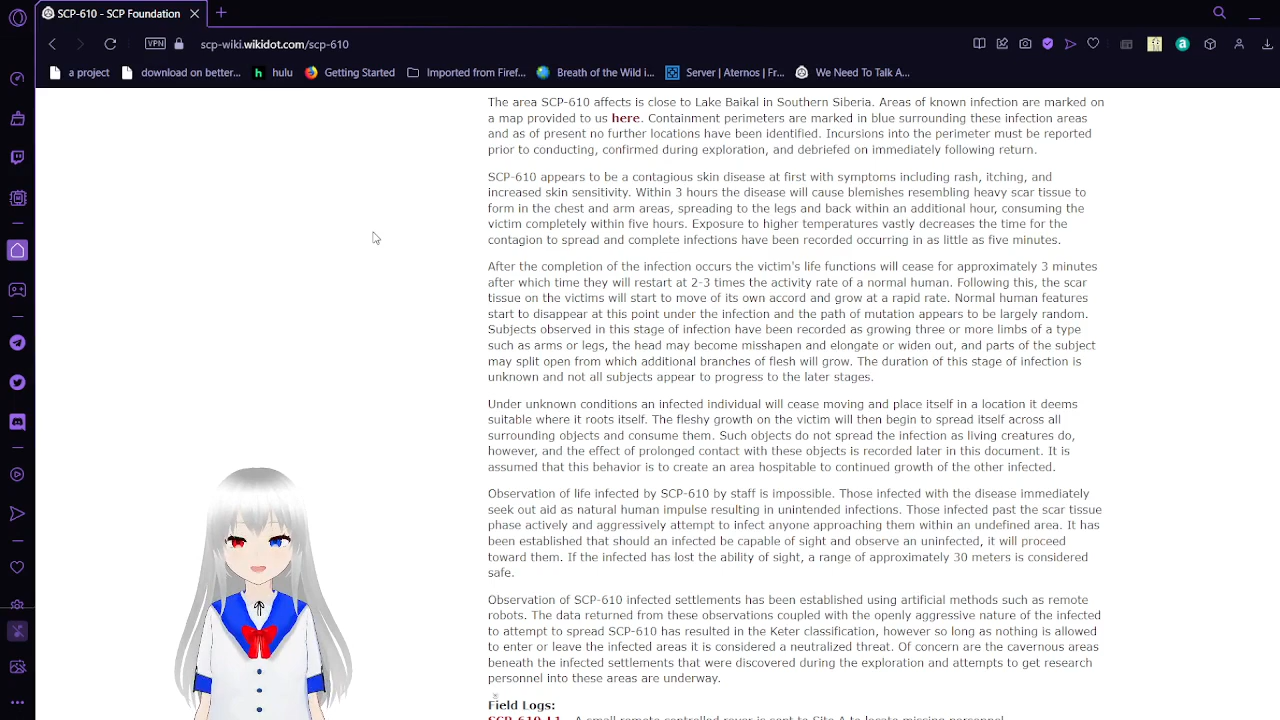 SCP-610 - SCP Foundation
VPN
scp-wiki.wikidot.com/scp-610
a project
download on better...
hulu
Getting Started
Imported from Firef...
Breath of the Wild i...
Server | Aternos | Fr...
We Need To Talk A...
The area SCP-610 affects is close to Lake Baikal in Southern Siberia. Areas of known infection are marked on
a map provided to us here. Containment perimeters are marked in blue surrounding these infection areas
and as of present no further locations have been identified. Incursions into the perimeter must be reported
prior to conducting, confirmed during exploration, and debriefed on immediately following return.
SCP-610 appears to be a contagious skin disease at first with symptoms including rash, itching, and
increased skin sensitivity. Within 3 hours the disease will cause blemishes resembling heavy scar tissue to
form in the chest and arm areas, spreading to the legs and back within an additional hour, consuming the
victim completely within five hours. Exposure to higher temperatures vastly decreases the time for the
contagion to spread and complete infections have been recorded occurring in as little as five minutes.
After the completion of the infection occurs the victim's life functions will cease for approximately 3 minutes
after which time they will restart at 2-3 times the activity rate of a normal human. Following this, the scar
tissue on the victims will start to move of its own accord and grow at a rapid rate. Normal human features
start to disappear at this point under the infection and the path of mutation appears to be largely random.
Subjects observed in this stage of infection have been recorded as growing three or more limbs of a type
such as arms or legs, the head may become misshapen and elongate or widen out, and parts of the subject
may split open from which additional branches of flesh will grow. The duration of this stage of infection is
unknown and not all subjects appear to progress to the later stages.
Under unknown conditions an infected individual will cease moving and place itself in a location it deems
suitable where it roots itself. The fleshy growth on the victim will then begin to spread itself across all
surrounding objects and consume them. Such objects do not spread the infection as living creatures do,
however, and the effect of prolonged contact with these objects is recorded later in this document. It is
assumed that this behavior is to create an area hospitable to continued growth of the other infected.
Observation of life infected by SCP-610 by staff is impossible. Those infected with the disease immediately
seek out aid as natural human impulse resulting in unintended infections. Those infected past the scar tissue
phase actively and aggressively attempt to infect anyone approaching them within an undefined area. It has
been established that should an infected be capable of sight and observe an uninfected, it will proceed
toward them. If the infected has lost the ability of sight, a range of approximately 30 meters is considered
safe.
Observation of SCP-610 infected settlements has been established using artificial methods such as remote
robots. The data returned from these observations coupled with the openly aggressive nature of the infected
to attempt to spread SCP-610 has resulted in the Keter classification, however so long as nothing is allowed
to enter or leave the infected areas it is considered a neutralized threat. Of concern are the cavernous areas
beneath the infected settlements that were discovered during the exploration and attempts to get research
personnel into these areas are underway.
Field Logs:
SCP-610-L1 - A small remote controlled rover is sent to Site A to locate missing personnel